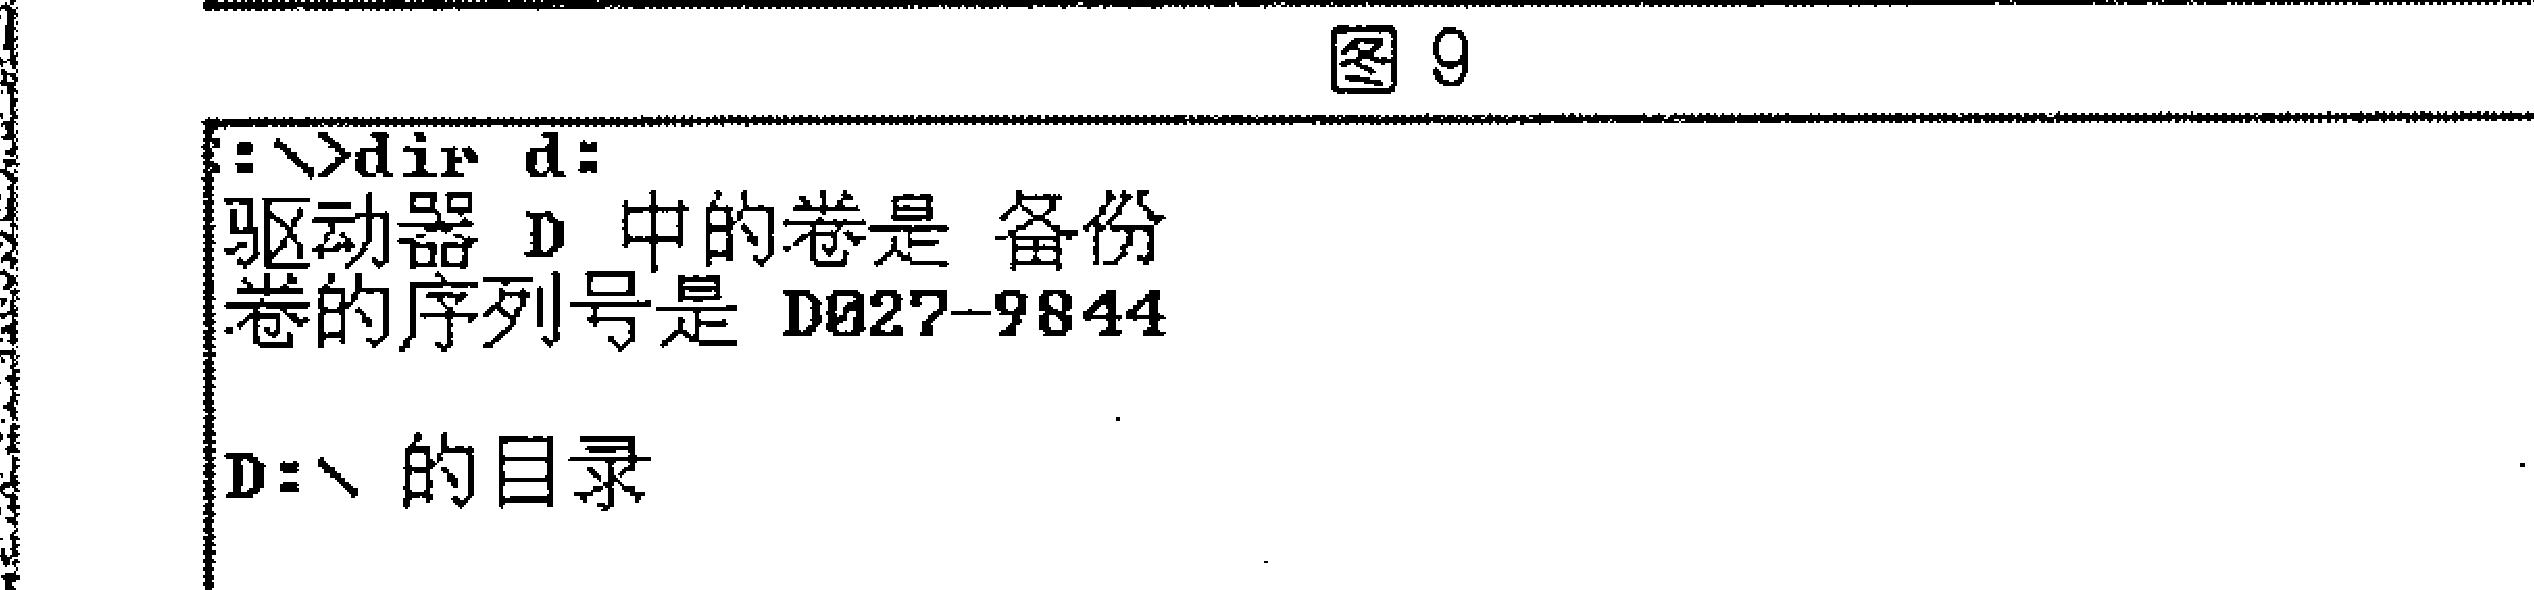 图 9
:\>dir d:
驱动器 D 中的卷是 备份
卷的序列号是 D027-9844
D:\ 的目录